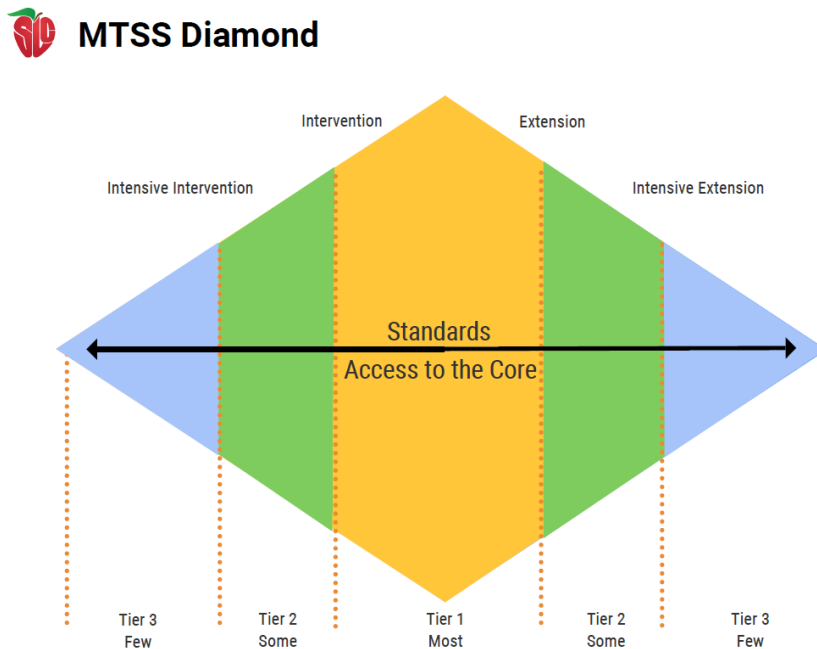 MTSS Diamond
Intervention
Extension
Intensive Intervention
Intensive Extension
Standards
Access to the Core
Tier 3
Few
Tier 2
Some
Tier 1
Most
Tier 2
Some
Tier 3
Few